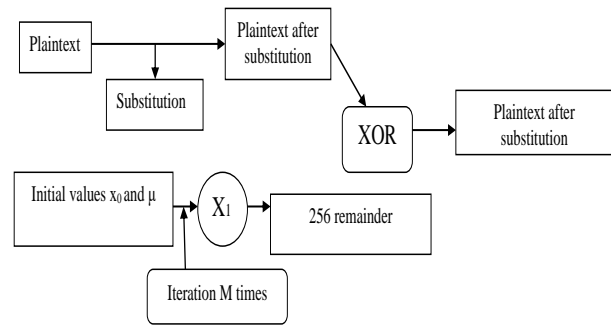 Plaintext
Plaintext after
substitution
Substitution
XOR
Plaintext after
substitution
Initial values x₀ and μ
X₁
256 remainder
Iteration M times